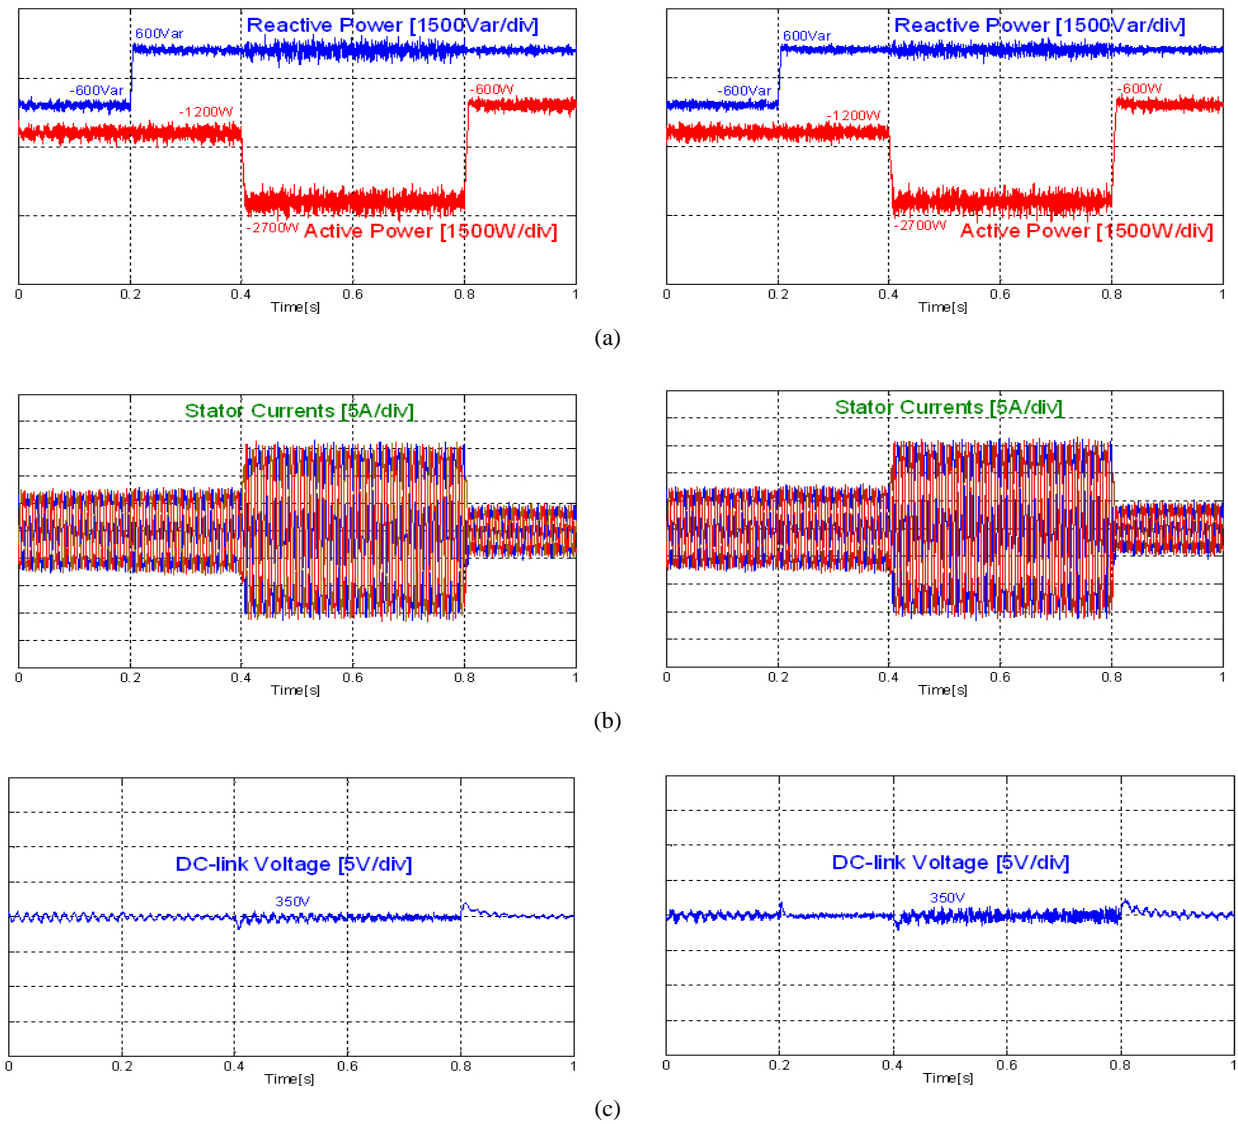 600Var
Reactive Power [1500Var/div]
-600Var
-1200W
-600W
-2700W
Active Power [1500W/div]
0 0.2 0.4 0.6 0.8 1
Time[s]
600Var
Reactive Power [1500Var/div]
-600Var
-1200W
-600W
-2700W
Active Power [1500W/div]
0 0.2 0.4 0.6 0.8 1
Time[s]
(a)
Stator Currents [5A/div]
0 0.2 0.4 0.6 0.8 1
Time[s]
Stator Currents [5A/div]
0 0.2 0.4 0.6 0.8 1
Time[s]
(b)
DC-link Voltage [5V/div]
350V
0 0.2 0.4 0.6 0.8 1
Time[s]
DC-link Voltage [5V/div]
350V
0 0.2 0.4 0.6 0.8 1
Time[s]
(c)